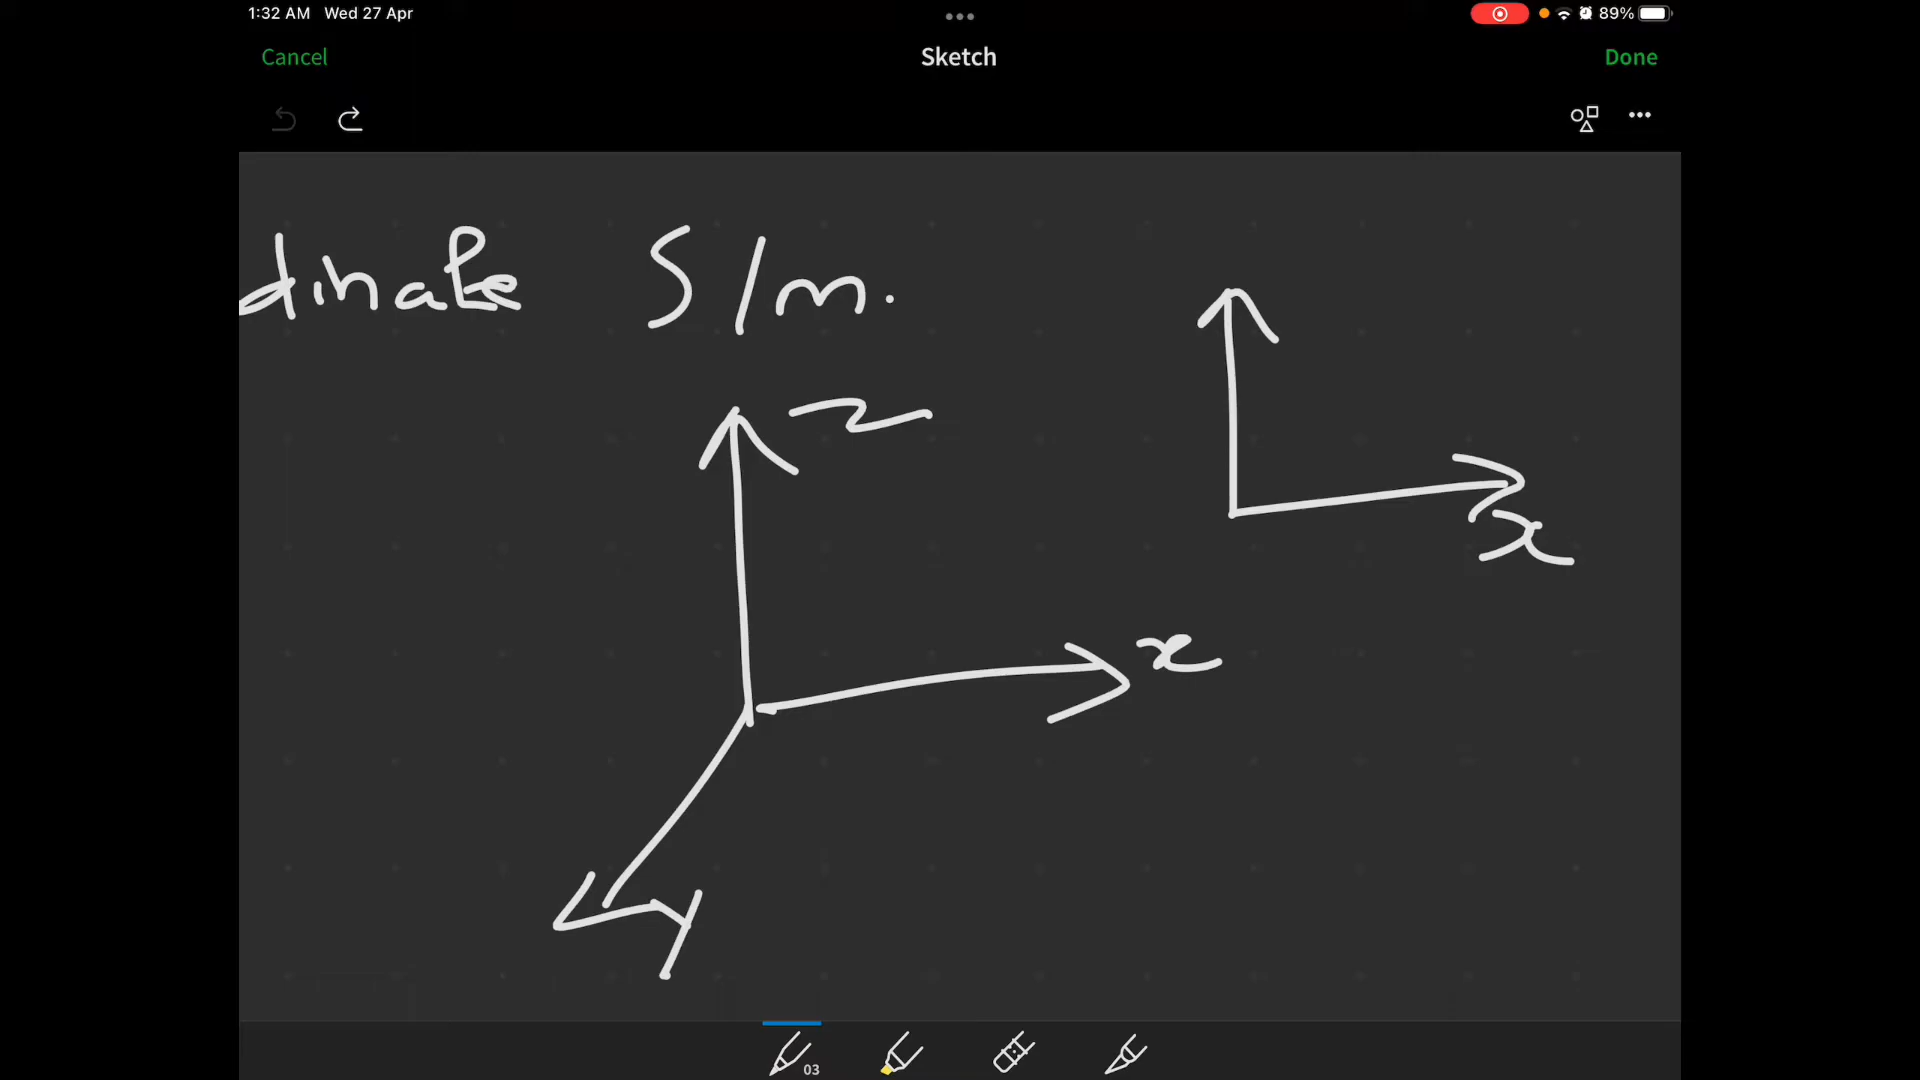 1:32 AM Wed 27 Apr
89%
Cancel
Sketch
Done
dinate S/m.
z
x
x
y
03